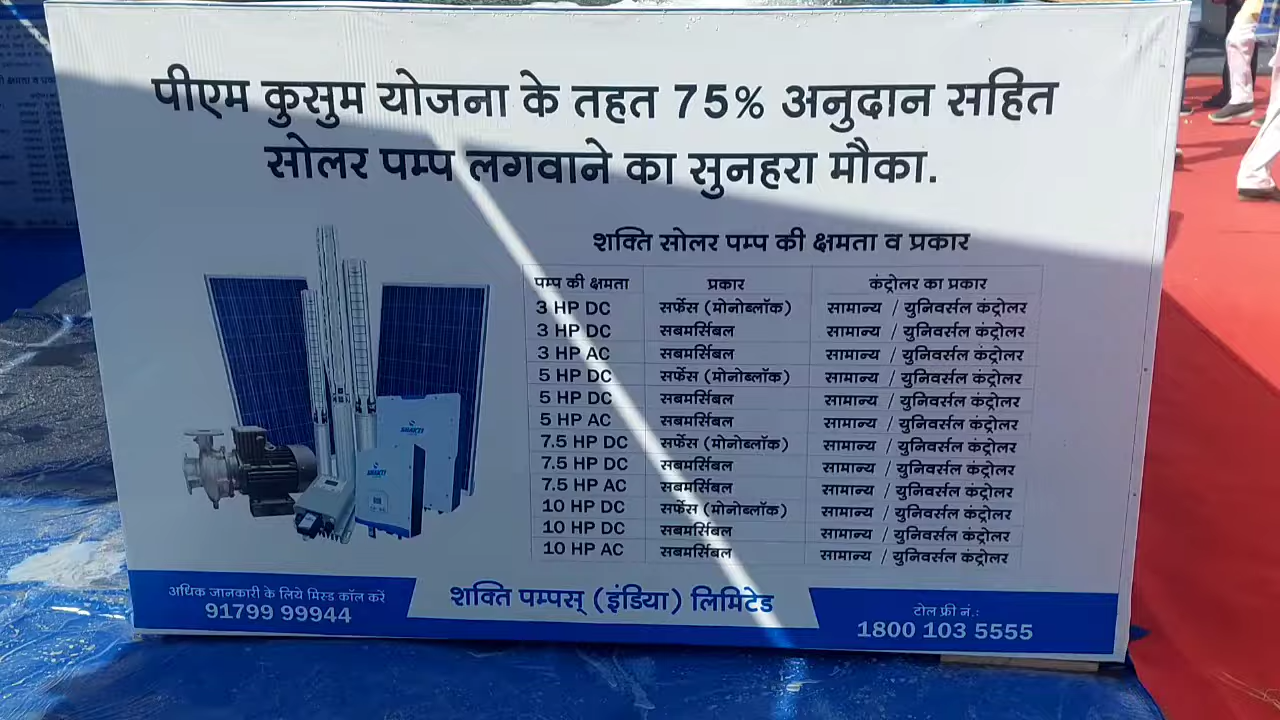 पीएम कुसुम योजना के तहत 75% अनुदान सहित
सोलर पम्प लगवाने का सुनहरा मौका.
शक्ति सोलर पम्प की क्षमता व प्रकार
पम्प की क्षमता प्रकार कंट्रोलर का प्रकार
3 HP DC सर्फेस (मोनोब्लॉक) सामान्य / युनिवर्सल कंट्रोलर
3 HP DC सबमर्सिबल सामान्य / युनिवर्सल कंट्रोलर
3 HP AC सबमर्सिबल सामान्य / युनिवर्सल कंट्रोलर
5 HP DC सर्फेस (मोनोब्लॉक) सामान्य / युनिवर्सल कंट्रोलर
5 HP DC सबमर्सिबल सामान्य / युनिवर्सल कंट्रोलर
5 HP AC सबमर्सिबल सामान्य / युनिवर्सल कंट्रोलर
7.5 HP DC सर्फेस (मोनोब्लॉक) सामान्य / युनिवर्सल कंट्रोलर
7.5 HP DC सबमर्सिबल सामान्य / युनिवर्सल कंट्रोलर
7.5 HP AC सबमर्सिबल सामान्य / युनिवर्सल कंट्रोलर
10 HP DC सर्फेस (मोनोब्लॉक) सामान्य / युनिवर्सल कंट्रोलर
10 HP DC सबमर्सिबल सामान्य / युनिवर्सल कंट्रोलर
10 HP AC सबमर्सिबल सामान्य / युनिवर्सल कंट्रोलर
अधिक जानकारी के लिये मिस्ड कॉल करें
91799 99944
शक्ति पम्पस् (इंडिया) लिमिटेड
टोल फ्री नं.:
1800 103 5555